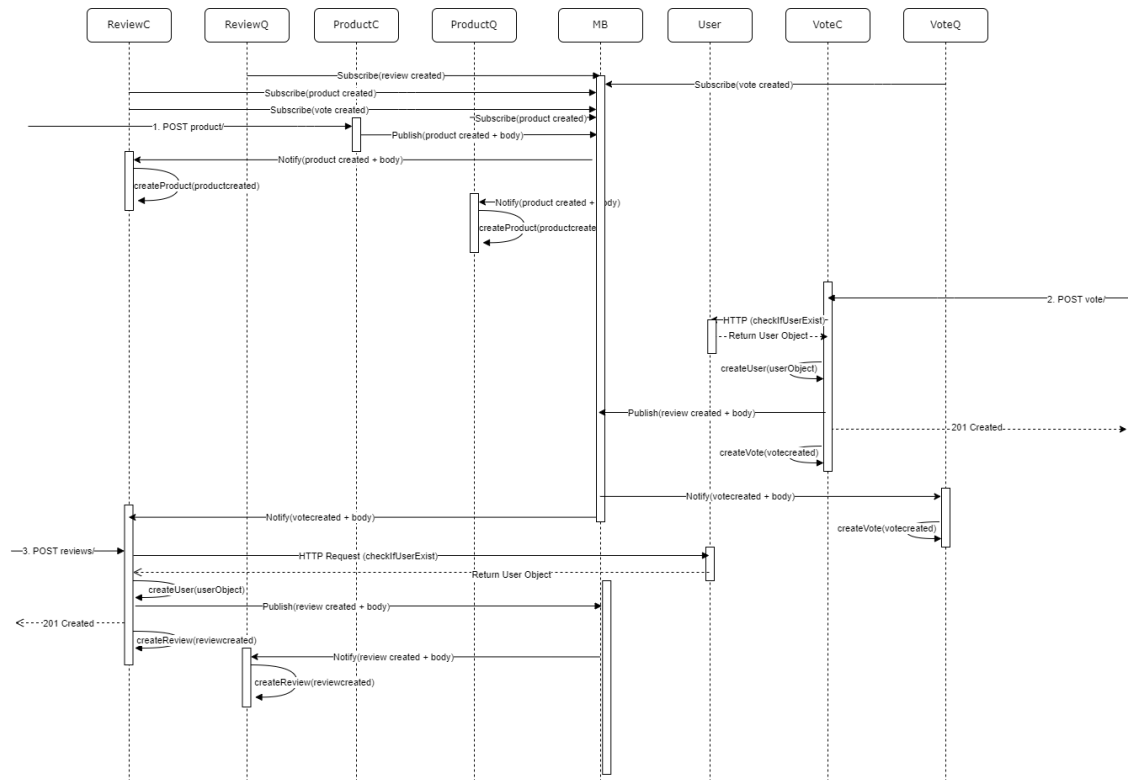 ReviewC
ReviewQ
ProductC
ProductQ
MB
User
VoteC
VoteQ
Subscribe(review created)
Subscribe(vote created)
Subscribe(product created)
Subscribe(vote created)
Subscribe(product created)
1. POST product/
Publish(product created + body)
Notify(product created + body)
createProduct(productcreated)
Notify(product created + body)
createProduct(productcreate
2. POST vote/
HTTP (checkIfUserExist)
Return User Object
createUser(userObject)
Publish(review created + body)
201 Created
createVote(votecreated)
Notify(votecreated + body)
Notify(votecreated + body)
createVote(votecreated)
3. POST reviews/
HTTP Request (checkIfUserExist)
Return User Object
createUser(userObject)
Publish(review created + body)
201 Created
createReview(reviewcreated)
Notify(review created + body)
createReview(reviewcreated)